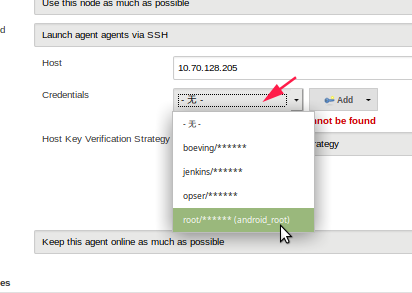 Use this node as much as possible
d
Launch agent agents via SSH
Host
10.70.128.205
Credentials
- 无 -
Add
- 无 -
not be found
boeving/******
Host Key Verification Strategy
rategy
jenkins/******
opser/******
root/****** (android_root)
Keep this agent online as much as possible
es